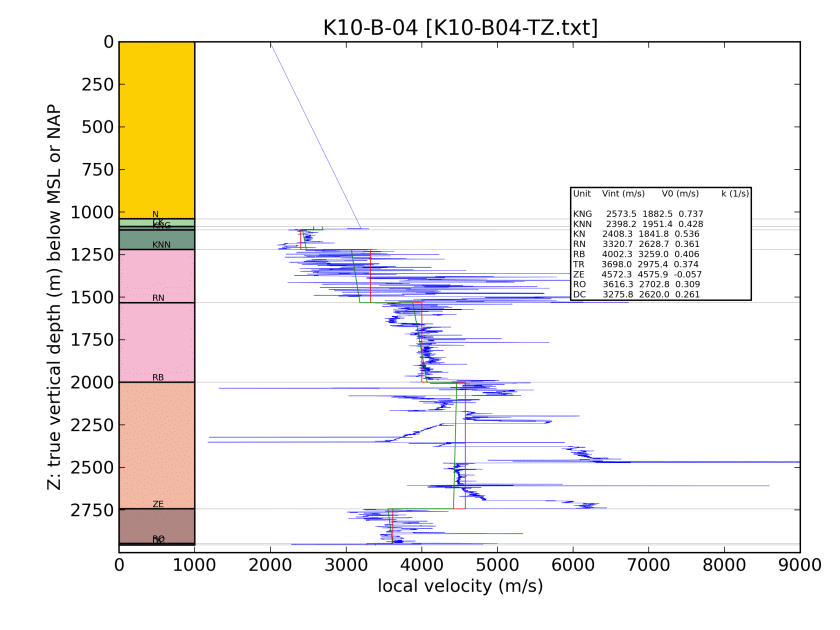 K10-B-04 [K10-B04-TZ.txt]
Z: true vertical depth (m) below MSL or NAP
0
250
500
750
1000
1250
1500
1750
2000
2250
2500
2750
N
KNG
KNN
RN
RB
ZE
RO
Unit Vint (m/s) V0 (m/s) k (1/s)
KNG 2573.5 1882.5 0.737
KNN 2398.2 1951.4 0.428
KN 2408.3 1841.8 0.536
RN 3320.7 2628.7 0.361
RB 4002.3 3259.0 0.406
TR 3698.0 2975.4 0.374
ZE 4572.3 4575.9 -0.057
RO 3616.3 2702.8 0.309
DC 3275.8 2620.0 0.261
0 1000 2000 3000 4000 5000 6000 7000 8000 9000
local velocity (m/s)